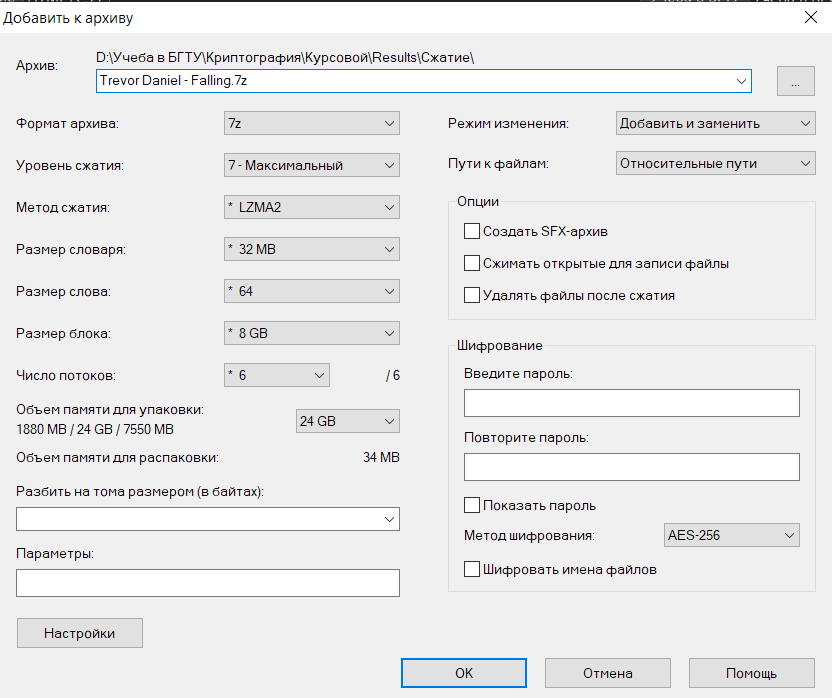 Добавить к архиву
Архив:
D:\Учеба в БГТУ\Криптография\Курсовой\Results\Сжатие\
Trevor Daniel - Falling.7z
...
Формат архива:
7z
Уровень сжатия:
7 - Максимальный
Метод сжатия:
* LZMA2
Размер словаря:
* 32 MB
Размер слова:
* 64
Размер блока:
* 8 GB
Число потоков:
* 6
/ 6
Объем памяти для упаковки:
1880 MB / 24 GB / 7550 MB
24 GB
Объем памяти для распаковки:
34 MB
Разбить на тома размером (в байтах):
Параметры:
Настройки
Режим изменения:
Добавить и заменить
Пути к файлам:
Относительные пути
Опции
Создать SFX-архив
Сжимать открытые для записи файлы
Удалять файлы после сжатия
Шифрование
Введите пароль:
Повторите пароль:
Показать пароль
Метод шифрования:
AES-256
Шифровать имена файлов
OK
Отмена
Помощь